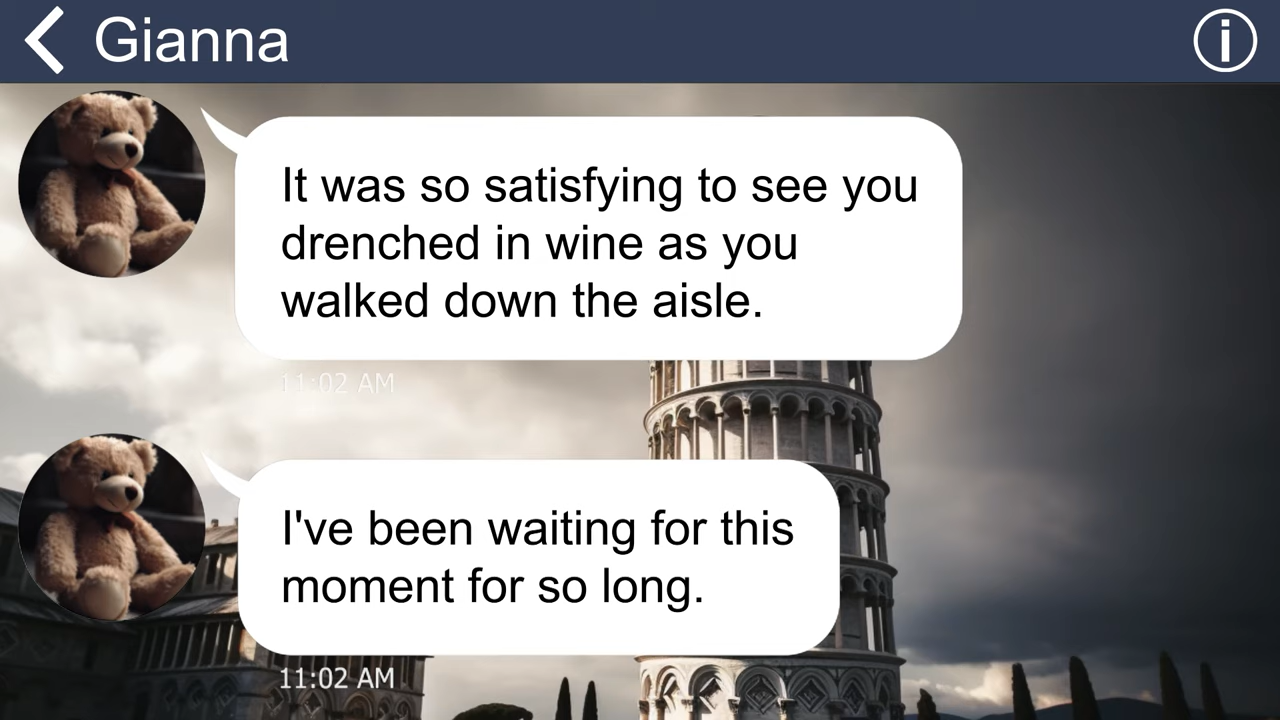 Gianna
It was so satisfying to see you
drenched in wine as you
walked down the aisle.
11:02 AM
I've been waiting for this
moment for so long.
11:02 AM